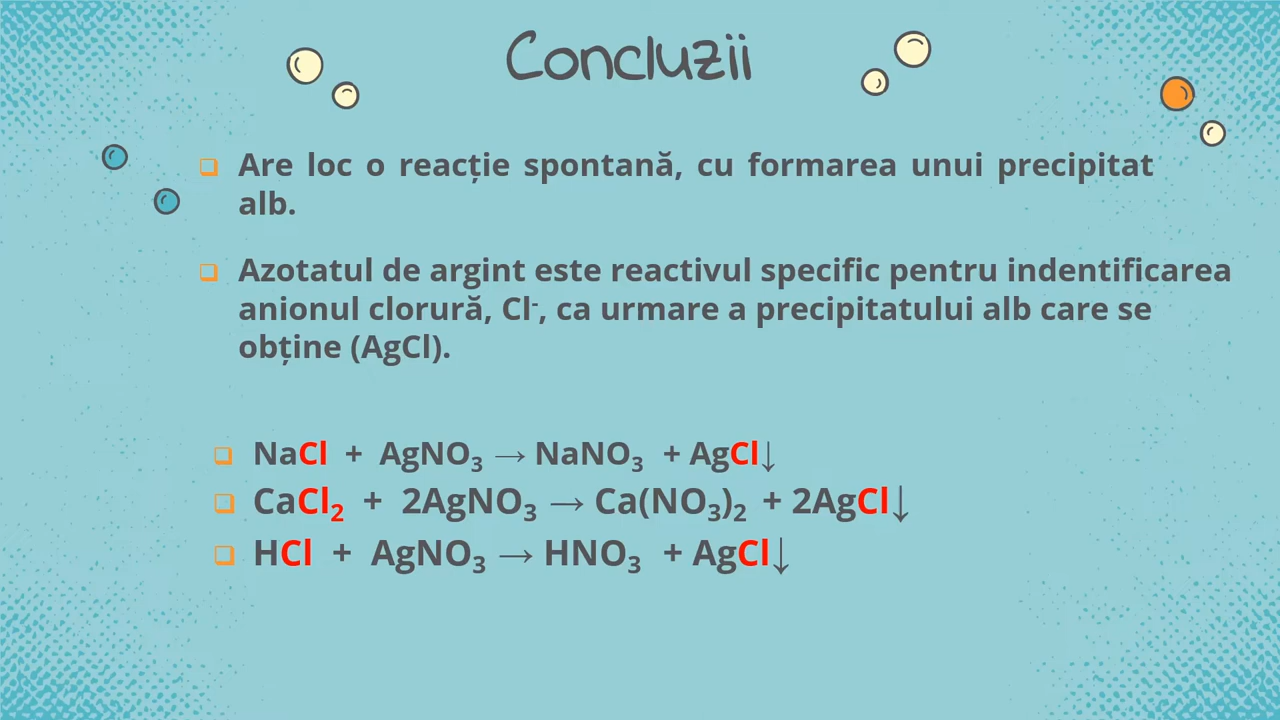 Concluzii
Are loc o reacție spontană, cu formarea unui precipitat
alb.
Azotatul de argint este reactivul specific pentru indentificarea
anionul clorură, Cl⁻, ca urmare a precipitatului alb care se
obține (AgCl).
NaCl + AgNO₃ → NaNO₃ + AgCl↓
CaCl₂ + 2AgNO₃ → Ca(NO₃)₂ + 2AgCl↓
HCl + AgNO₃ → HNO₃ + AgCl↓